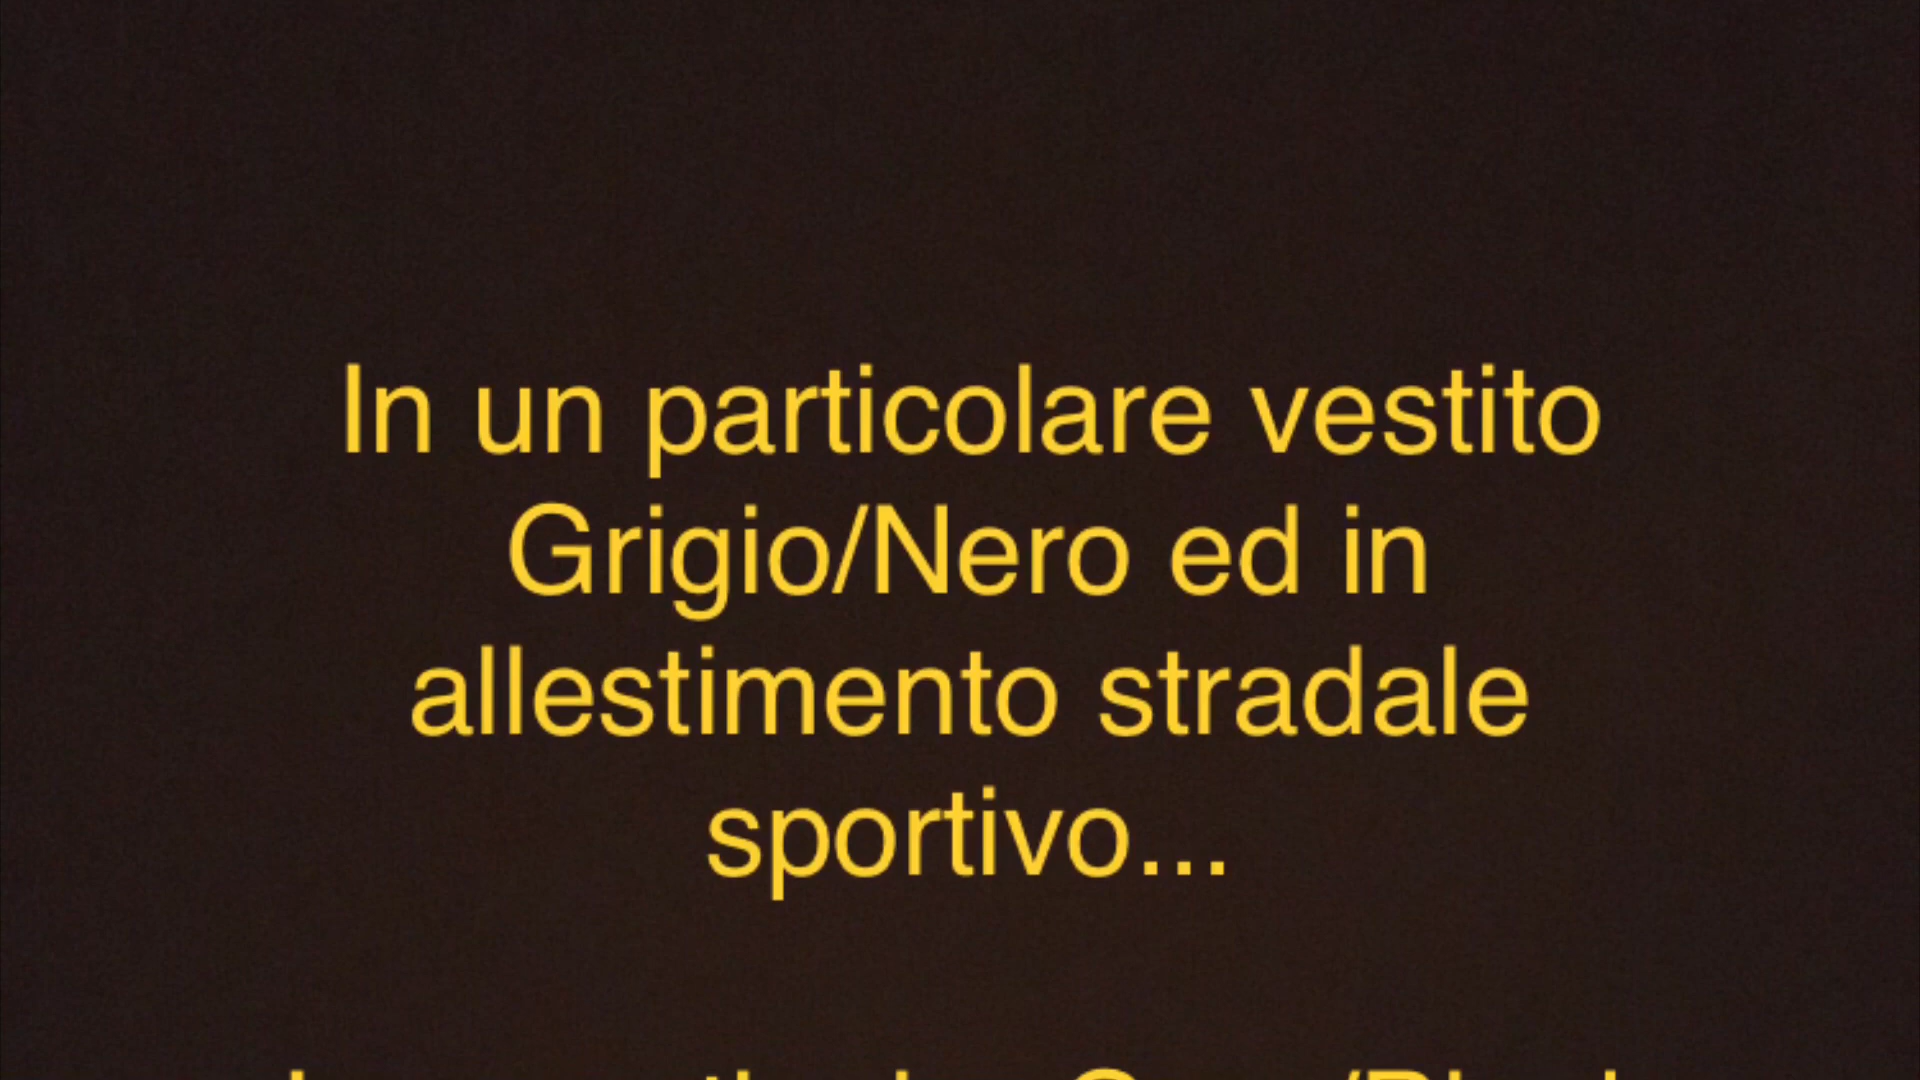 In un particolare vestito
Grigio/Nero ed in
allestimento stradale
sportivo...